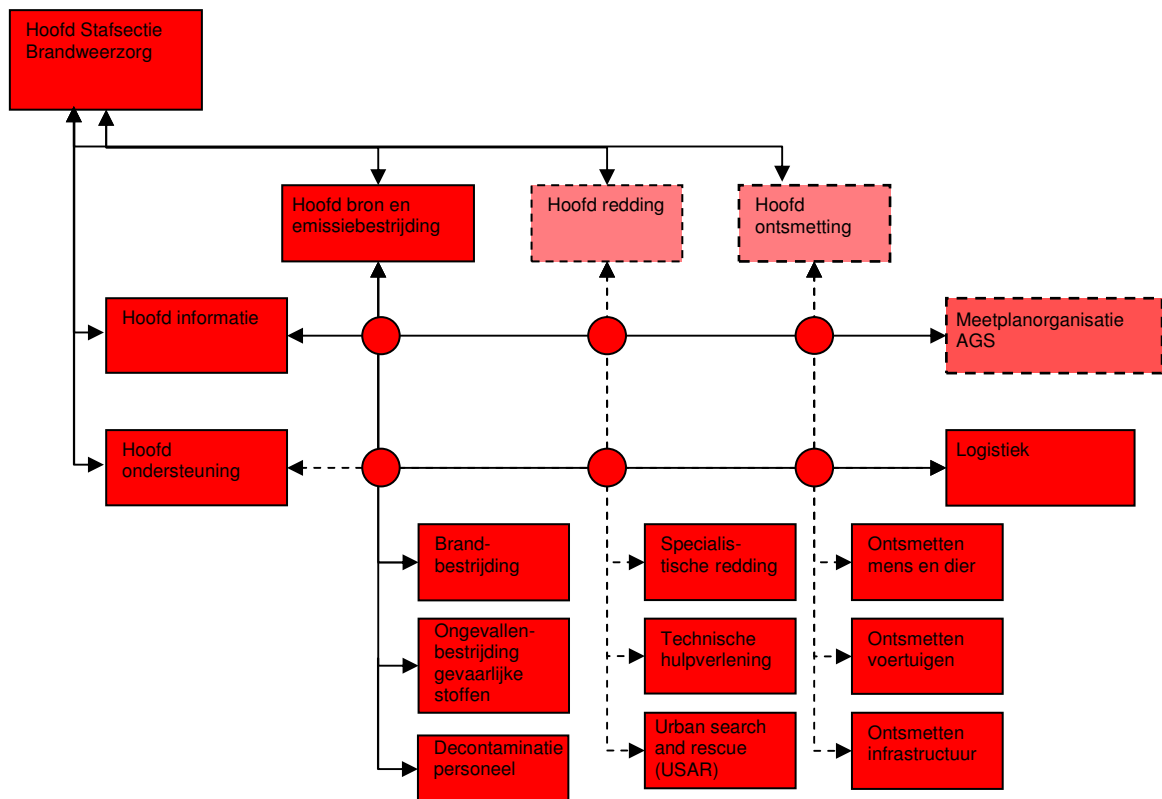 Hoofd Stafsectie
Brandweerzorg
Hoofd bron en
emissiebestrijding
Hoofd redding
Hoofd
ontsmetting
Hoofd informatie
Meetplanorganisatie
AGS
Hoofd
ondersteuning
Logistiek
Brand-
bestrijding
Specialis-
tische redding
Ontsmetten
mens en dier
Ongevallen-
bestrijding
gevaarlijke
stoffen
Technische
hulpverlening
Ontsmetten
voertuigen
Decontaminatie
personeel
Urban search
and rescue
(USAR)
Ontsmetten
infrastructuur